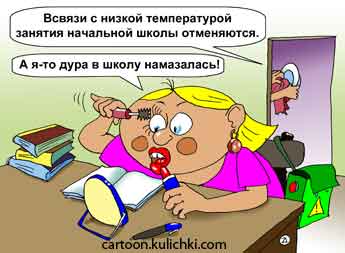 Всвязи с низкой температурой
занятия начальной школы отменяются.
А я-то дура в школу намазалась!
cartoon.kulichki.com